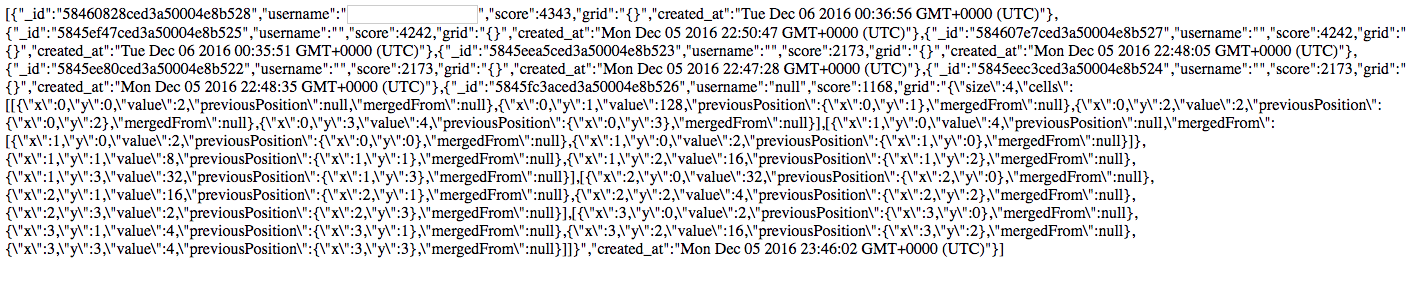 [{"_id":"58460828ced3a50004e8b528","username":"","score":4343,"grid":"{}","created_at":"Tue Dec 06 2016 00:36:56 GMT+0000 (UTC)"},
{"_id":"5845ef47ced3a50004e8b525","username":"","score":4242,"grid":"{}","created_at":"Mon Dec 05 2016 22:50:47 GMT+0000 (UTC)"},{"_id":"584607e7ced3a50004e8b527","username":"","score":4242,"grid":"
{}","created_at":"Tue Dec 06 2016 00:35:51 GMT+0000 (UTC)"},{"_id":"5845eea5ced3a50004e8b523","username":"","score":2173,"grid":"{}","created_at":"Mon Dec 05 2016 22:48:05 GMT+0000 (UTC)"},
{"_id":"5845ee80ced3a50004e8b522","username":"","score":2173,"grid":"{}","created_at":"Mon Dec 05 2016 22:47:28 GMT+0000 (UTC)"},{"_id":"5845eec3ced3a50004e8b524","username":"","score":2173,"grid":"
{}","created_at":"Mon Dec 05 2016 22:48:35 GMT+0000 (UTC)"},{"_id":"5845fc3aced3a50004e8b526","username":"null","score":1168,"grid":"{\"size\":4,\"cells\":
[[{\"x\":0,\"y\":0,\"value\":2,\"previousPosition\":null,\"mergedFrom\":null},{\"x\":0,\"y\":1,\"value\":128,\"previousPosition\":{\"x\":0,\"y\":1},\"mergedFrom\":null},{\"x\":0,\"y\":2,\"value\":2,\"previousPosition\":
{\"x\":0,\"y\":2},\"mergedFrom\":null},{\"x\":0,\"y\":3,\"value\":4,\"previousPosition\":{\"x\":0,\"y\":3},\"mergedFrom\":null}],[{\"x\":1,\"y\":0,\"value\":4,\"previousPosition\":null,\"mergedFrom\":
[{\"x\":1,\"y\":0,\"value\":2,\"previousPosition\":{\"x\":0,\"y\":0},\"mergedFrom\":null},{\"x\":1,\"y\":0,\"value\":2,\"previousPosition\":{\"x\":1,\"y\":0},\"mergedFrom\":null}]},
{\"x\":1,\"y\":1,\"value\":8,\"previousPosition\":{\"x\":1,\"y\":1},\"mergedFrom\":null},{\"x\":1,\"y\":2,\"value\":16,\"previousPosition\":{\"x\":1,\"y\":2},\"mergedFrom\":null},
{\"x\":1,\"y\":3,\"value\":32,\"previousPosition\":{\"x\":1,\"y\":3},\"mergedFrom\":null}],[{\"x\":2,\"y\":0,\"value\":32,\"previousPosition\":{\"x\":2,\"y\":0},\"mergedFrom\":null},
{\"x\":2,\"y\":1,\"value\":16,\"previousPosition\":{\"x\":2,\"y\":1},\"mergedFrom\":null},{\"x\":2,\"y\":2,\"value\":4,\"previousPosition\":{\"x\":2,\"y\":2},\"mergedFrom\":null},
{\"x\":2,\"y\":3,\"value\":2,\"previousPosition\":{\"x\":2,\"y\":3},\"mergedFrom\":null}],[{\"x\":3,\"y\":0,\"value\":2,\"previousPosition\":{\"x\":3,\"y\":0},\"mergedFrom\":null},
{\"x\":3,\"y\":1,\"value\":4,\"previousPosition\":{\"x\":3,\"y\":1},\"mergedFrom\":null},{\"x\":3,\"y\":2,\"value\":16,\"previousPosition\":{\"x\":3,\"y\":2},\"mergedFrom\":null},
{\"x\":3,\"y\":3,\"value\":4,\"previousPosition\":{\"x\":3,\"y\":3},\"mergedFrom\":null}]]}","created_at":"Mon Dec 05 2016 23:46:02 GMT+0000 (UTC)"}]